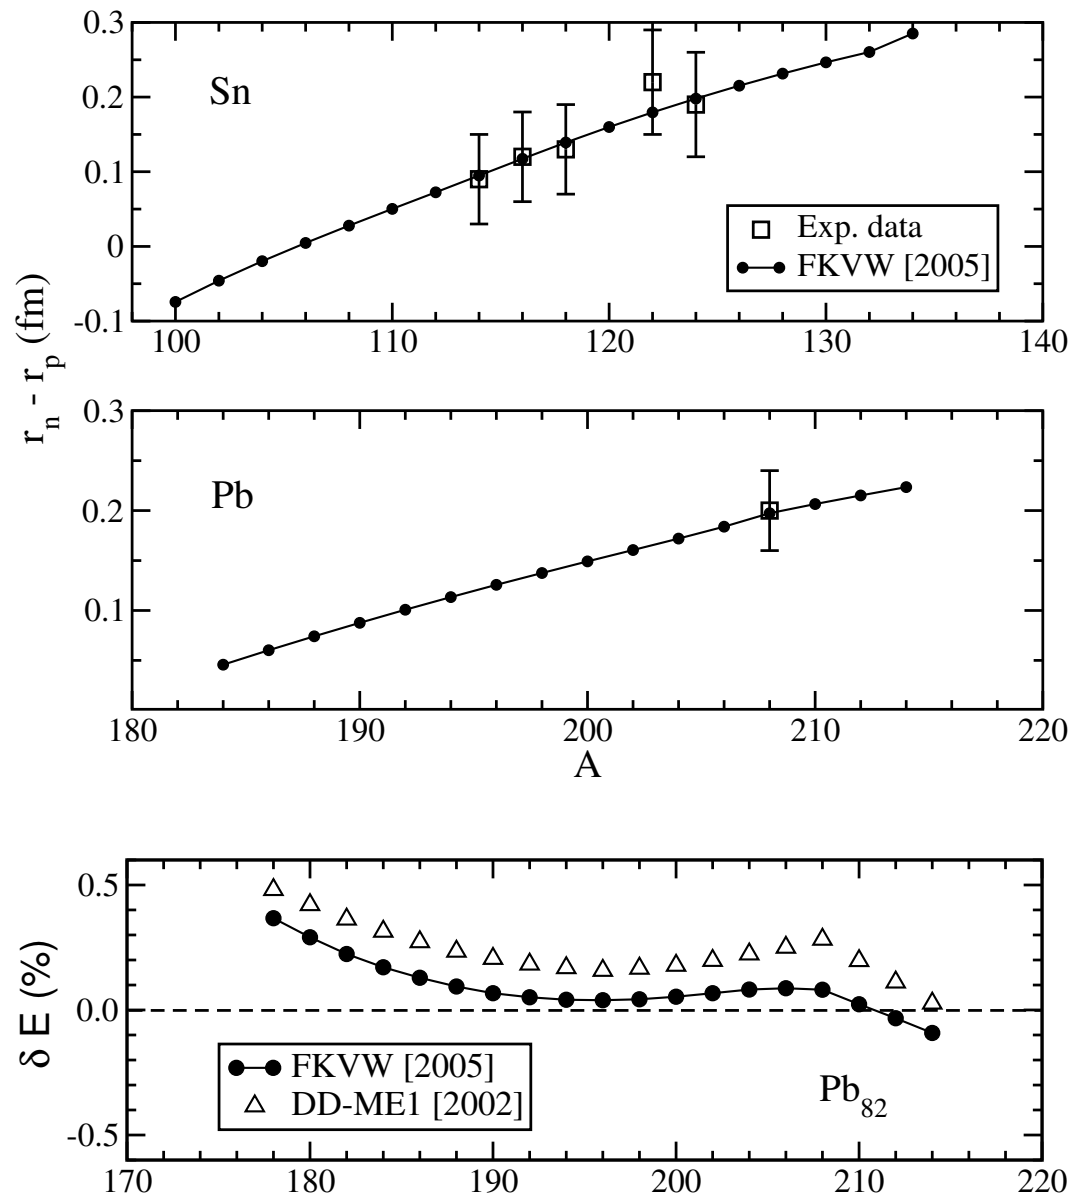 0.3
Sn
0.2
0.1
0
-0.1
Exp. data
FKVW [2005]
100 110 120 130 140
r_n - r_p (fm)
0.3
Pb
0.2
0.1
180 190 200 210 220
A
0.5
0.0
-0.5
δ E (%)
FKVW [2005]
DD-ME1 [2002]
Pb_82
170 180 190 200 210 220